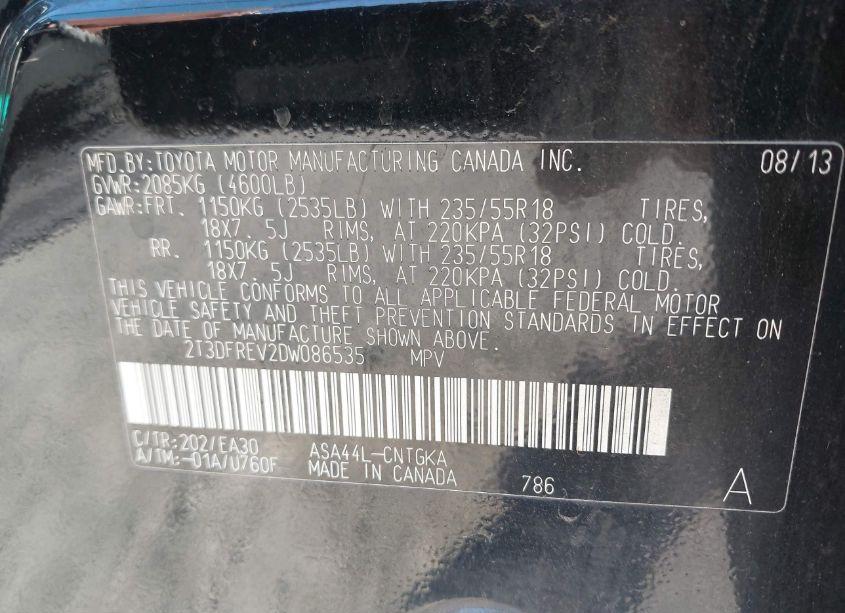 MFD.BY:TOYOTA MOTOR MANUFACTURING CANADA INC. 08/13
GVWR:2085KG (4600LB)
GAWR:FRT. 1150KG (2535LB) WITH 235/55R18 TIRES,
18X7. 5J RIMS, AT 220KPA (32PSI) COLD.
RR. 1150KG (2535LB) WITH 235/55R18 TIRES,
18X7. 5J RIMS, AT 220KPA (32PSI) COLD.
THIS VEHICLE CONFORMS TO ALL APPLICABLE FEDERAL MOTOR
VEHICLE SAFETY AND THEFT PREVENTION STANDARDS IN EFFECT ON
THE DATE OF MANUFACTURE SHOWN ABOVE.
2T3DFREV2DW086535 MPV
C/TR:202/EA30 ASA44L-CNTGKA
A/TM:-01A/U760F MADE IN CANADA 786 A